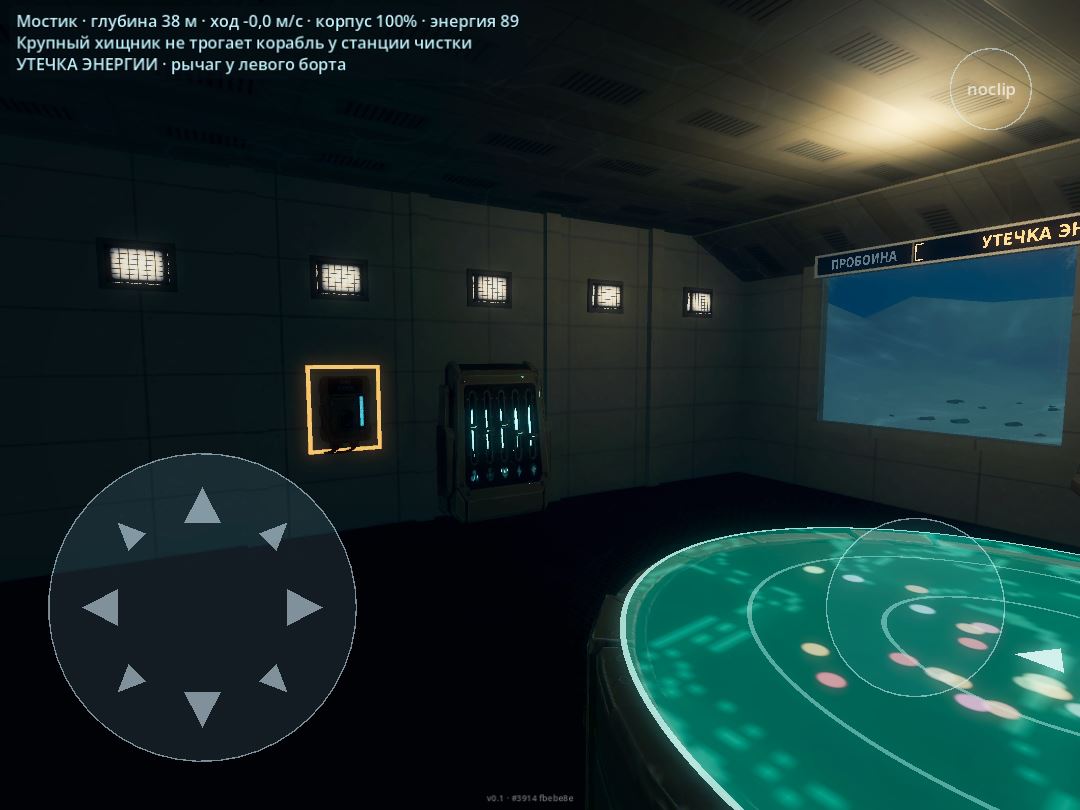 Мостик · глубина 38 м · ход -0,0 м/с · корпус 100% · энергия 89
Крупный хищник не трогает корабль у станции чистки
УТЕЧКА ЭНЕРГИИ · рычаг у левого борта
noclip
ПРОБОИНА [ УТЕЧКА ЭН
v0.1 · #3914 fbebe8e